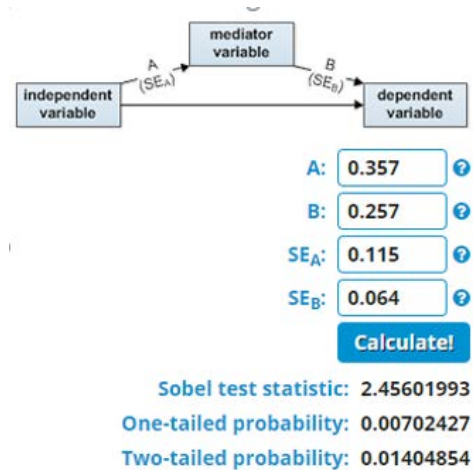 mediator
variable
A
(SEA)
B
(SEB)
independent
variable
dependent
variable
A: 0.357 ?
B: 0.257 ?
SEA: 0.115 ?
SEB: 0.064 ?
Calculate!
Sobel test statistic: 2.45601993
One-tailed probability: 0.00702427
Two-tailed probability: 0.01404854